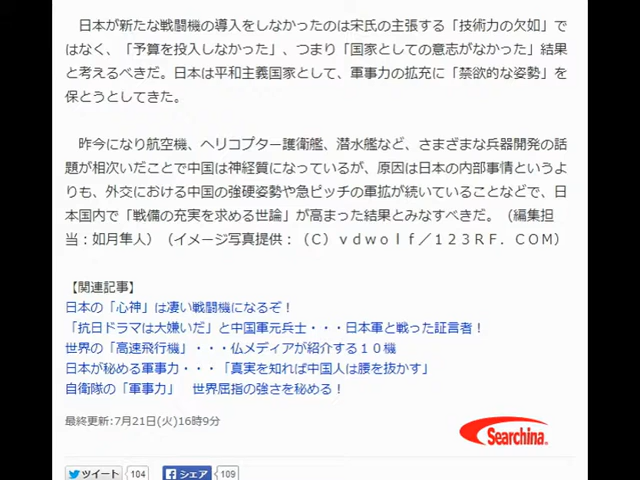 日本が新たな戦闘機の導入をしなかったのは宋氏の主張する「技術力の欠如」で
はなく、「予算を投入しなかった」、つまり「国家としての意志がなかった」結果
と考えるべきだ。日本は平和主義国家として、軍事力の拡充に「禁欲的な姿勢」を
保とうとしてきた。
昨今になり航空機、ヘリコプター護衛艦、潜水艦など、さまざまな兵器開発の話
題が相次いだことで中国は神経質になっているが、原因は日本の内部事情というよ
りも、外交における中国の強硬姿勢や急ピッチの軍拡が続いていることなどで、日
本国内で「戦備の充実を求める世論」が高まった結果とみなすべきだ。（編集担
当：如月隼人）（イメージ写真提供：（Ｃ）ｖｄｗｏｌｆ／１２３ＲＦ．ＣＯＭ）
【関連記事】
日本の「心神」は凄い戦闘機になるぞ！
「抗日ドラマは大嫌いだ」と中国軍元兵士・・・日本軍と戦った証言者！
世界の「高速飛行機」・・・仏メディアが紹介する１０機
日本が秘める軍事力・・・「真実を知れば中国人は腰を抜かす」
自衛隊の「軍事力」　世界屈指の強さを秘める！
最終更新:7月21日(火)16時9分
Searchina.
ツイート 104 シェア 109